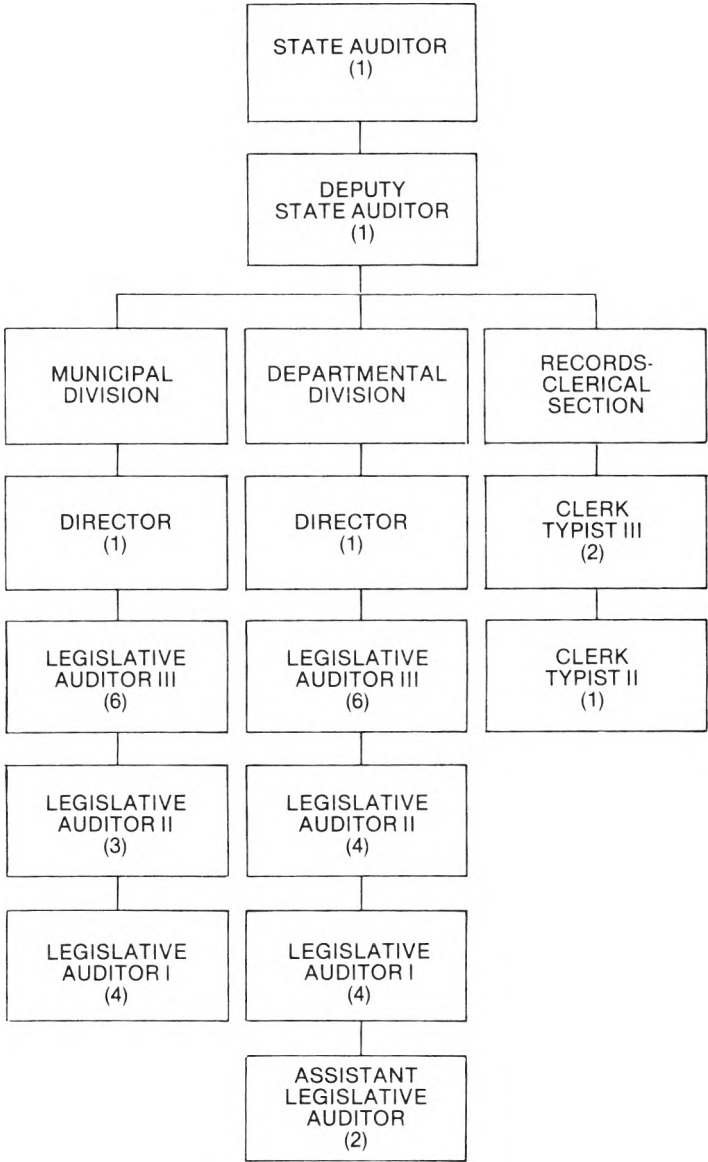 STATE AUDITOR
(1)
DEPUTY
STATE AUDITOR
(1)
MUNICIPAL
DIVISION
DIRECTOR
(1)
LEGISLATIVE
AUDITOR III
(6)
LEGISLATIVE
AUDITOR II
(3)
LEGISLATIVE
AUDITOR I
(4)
DEPARTMENTAL
DIVISION
DIRECTOR
(1)
LEGISLATIVE
AUDITOR III
(6)
LEGISLATIVE
AUDITOR II
(4)
LEGISLATIVE
AUDITOR I
(4)
ASSISTANT
LEGISLATIVE
AUDITOR
(2)
RECORDS-
CLERICAL
SECTION
CLERK
TYPIST III
(2)
CLERK
TYPIST II
(1)